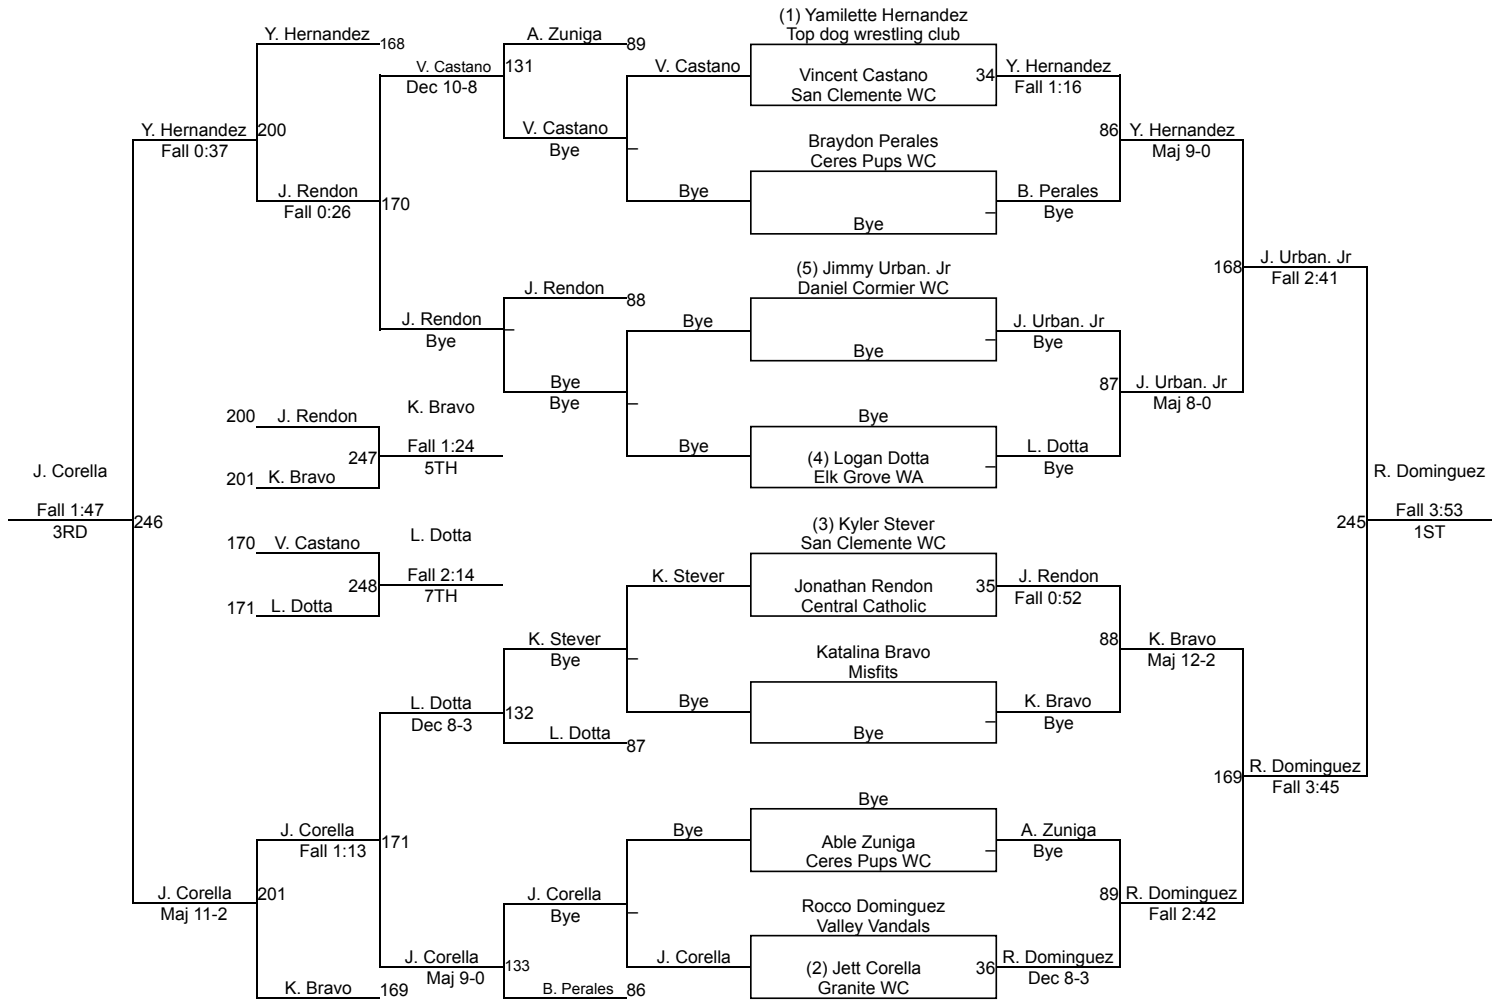 (1) Yamilette Hernandez
Top dog wrestling club
Y. Hernandez
168
A. Zuniga
89
V. Castano
131
Dec 10-8
V. Castano
Vincent Castano
San Clemente WC
34
Y. Hernandez
Fall 1:16
Y. Hernandez
Fall 0:37
200
V. Castano
Bye
Braydon Perales
Ceres Pups WC
86
Y. Hernandez
Maj 9-0
J. Rendon
Fall 0:26
170
Bye
Bye
B. Perales
Bye
(5) Jimmy Urban. Jr
Daniel Cormier WC
168
J. Urban. Jr
Fall 2:41
J. Rendon
88
J. Rendon
Bye
Bye
Bye
J. Urban. Jr
Bye
Bye
Bye
87
J. Urban. Jr
Maj 8-0
200
J. Rendon
K. Bravo
Bye
247
Fall 1:24
5TH
Bye
(4) Logan Dotta
Elk Grove WA
L. Dotta
Bye
201
K. Bravo
J. Corella
Fall 1:47
3RD
246
R. Dominguez
245
Fall 3:53
1ST
170
V. Castano
L. Dotta
(3) Kyler Stever
San Clemente WC
248
Fall 2:14
7TH
K. Stever
Jonathan Rendon
Central Catholic
35
J. Rendon
Fall 0:52
171
L. Dotta
K. Stever
Bye
Katalina Bravo
Misfits
88
K. Bravo
Maj 12-2
L. Dotta
Dec 8-3
132
Bye
Bye
K. Bravo
Bye
L. Dotta
87
169
R. Dominguez
Fall 3:45
Bye
J. Corella
Fall 1:13
171
Bye
Able Zuniga
Ceres Pups WC
A. Zuniga
Bye
J. Corella
Maj 11-2
201
J. Corella
Bye
Rocco Dominguez
Valley Vandals
89
R. Dominguez
Fall 2:42
J. Corella
Maj 9-0
133
J. Corella
(2) Jett Corella
Granite WC
36
R. Dominguez
Dec 8-3
K. Bravo
169
B. Perales
86